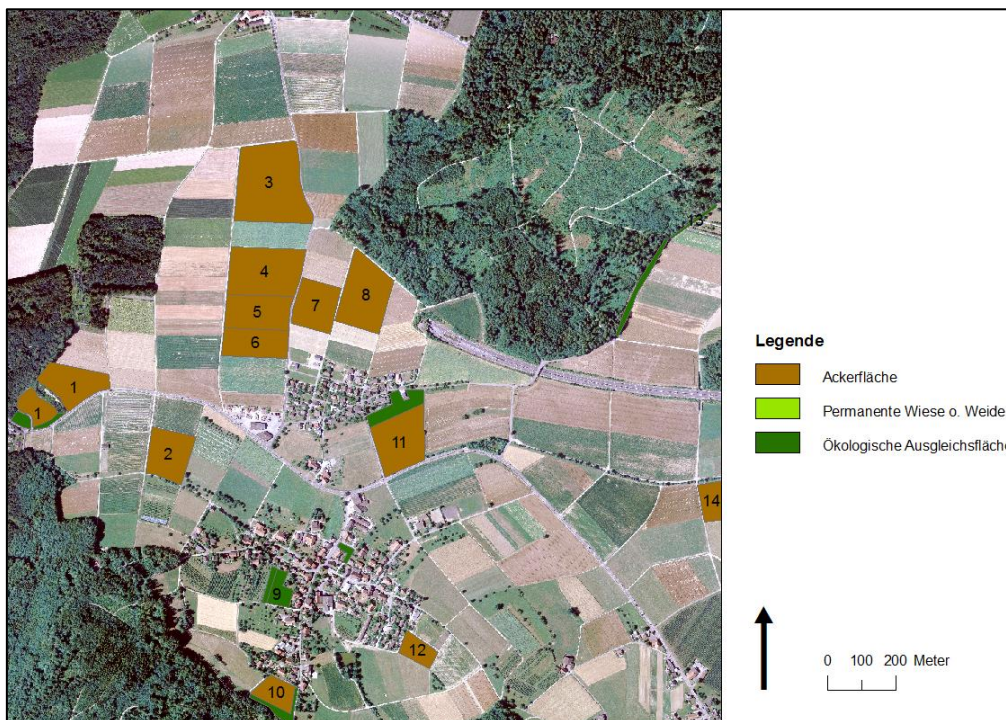 3
4
7
8
5
6
1
1
11
2
14
9
12
10
Legende
Ackerfläche
Permanente Wiese o. Weide
Ökologische Ausgleichsfläche
0 100 200 Meter